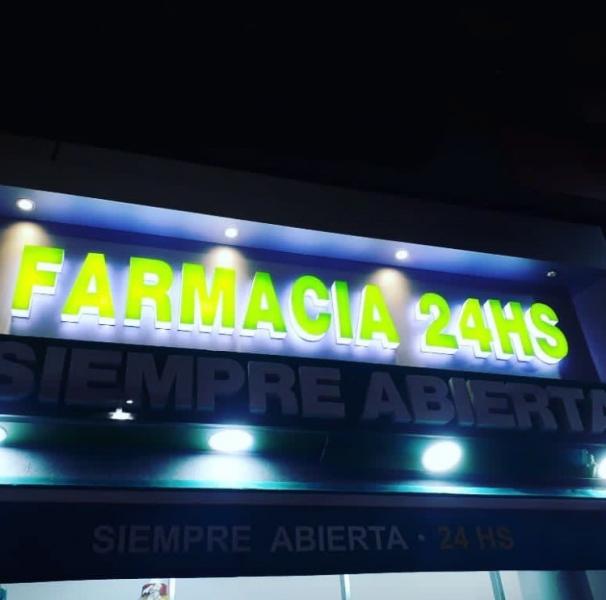 FARMACIA 24HS
SIEMPRE ABIERTA
SIEMPRE ABIERTA · 24 HS